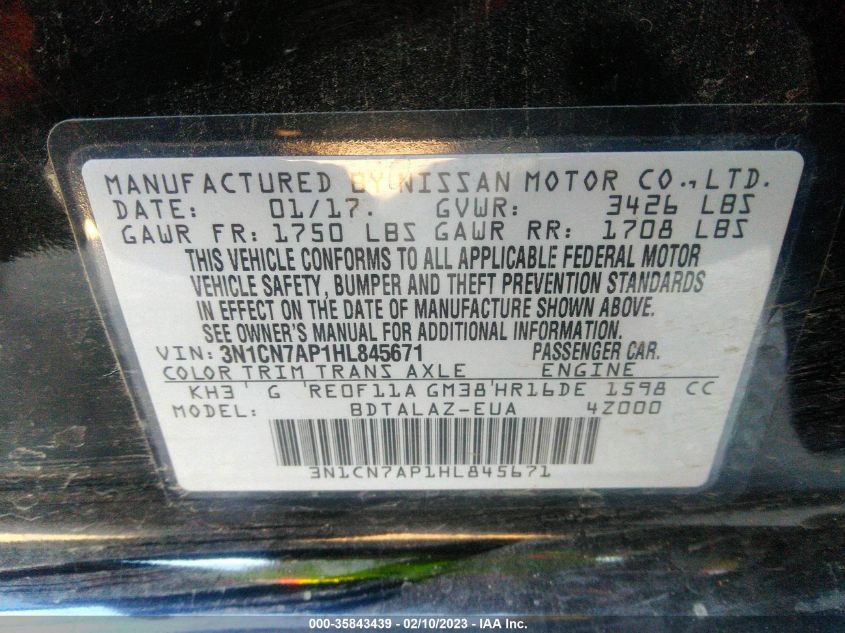 MANUFACTURED BY NISSAN MOTOR CO., LTD.
DATE: 01/17. GVWR: 3426 LBS
GAWR FR: 1750 LBS GAWR RR: 1708 LBS
THIS VEHICLE CONFORMS TO ALL APPLICABLE FEDERAL MOTOR
VEHICLE SAFETY, BUMPER AND THEFT PREVENTION STANDARDS
IN EFFECT ON THE DATE OF MANUFACTURE SHOWN ABOVE.
SEE OWNER'S MANUAL FOR ADDITIONAL INFORMATION.
VIN: 3N1CN7AP1HL845671 PASSENGER CAR.
COLOR TRIM TRANS AXLE ENGINE
KH3' G 'RE0F11A GM38'HR16DE 1598 CC
MODEL: BDTALAZ-EUA 4Z000
3N1CN7AP1HL845671
000-35843439 - 02/10/2023 - IAA Inc.